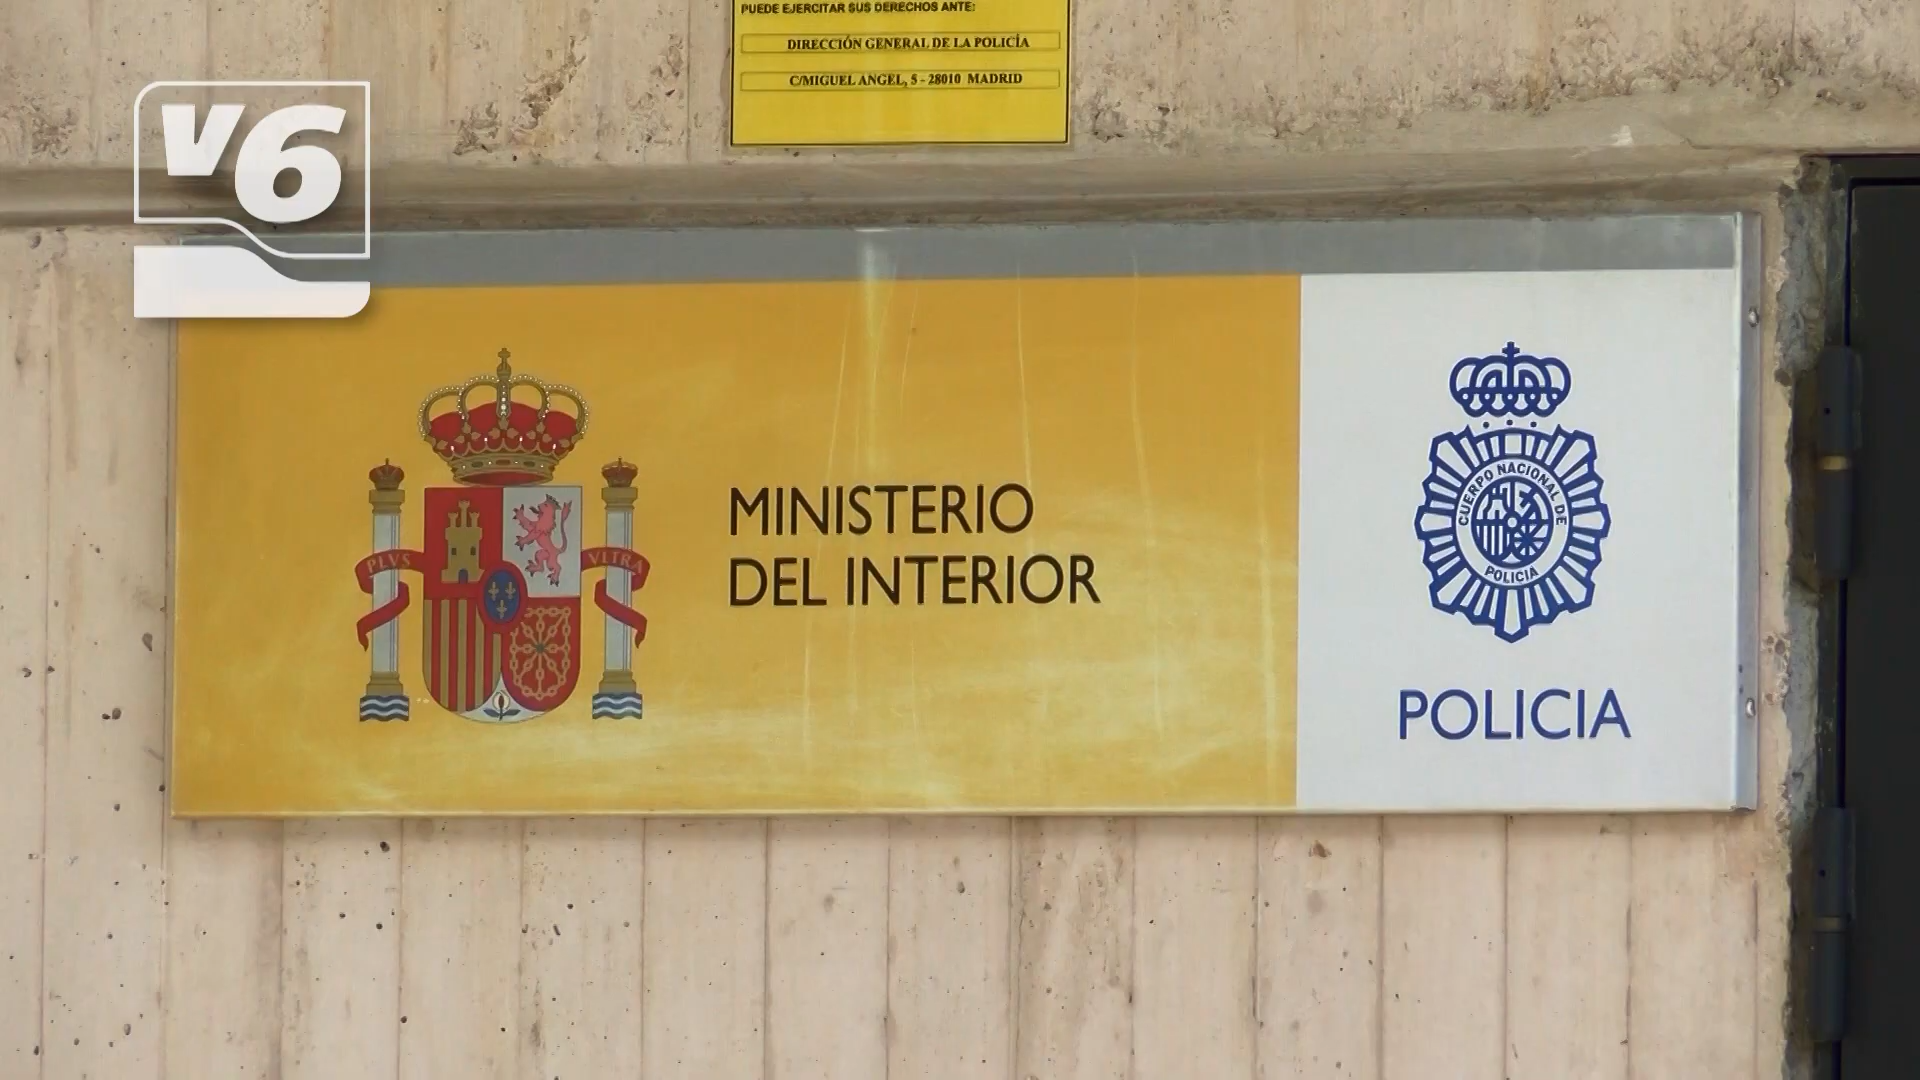 PUEDE EJERCITAR SUS DERECHOS ANTE:
DIRECCIÓN GENERAL DE LA POLICÍA
C/MIGUEL ANGEL, 5 - 28010 MADRID
V6
PLVS VLTRA
MINISTERIO
DEL INTERIOR
CUERPO NACIONAL DE
POLICIA
POLICIA